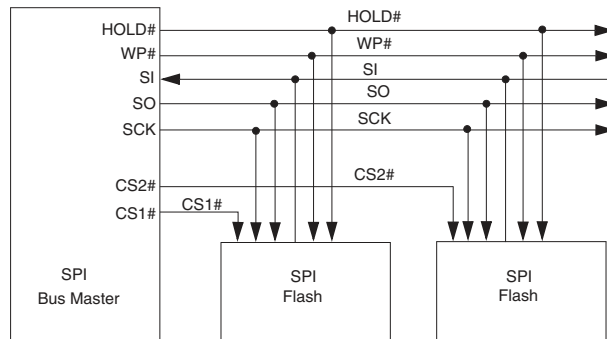 HOLD# HOLD#
WP# WP#
SI SI
SO SO
SCK SCK
CS2# CS2#
CS1# CS1#
SPI
Bus Master
SPI
Flash
SPI
Flash